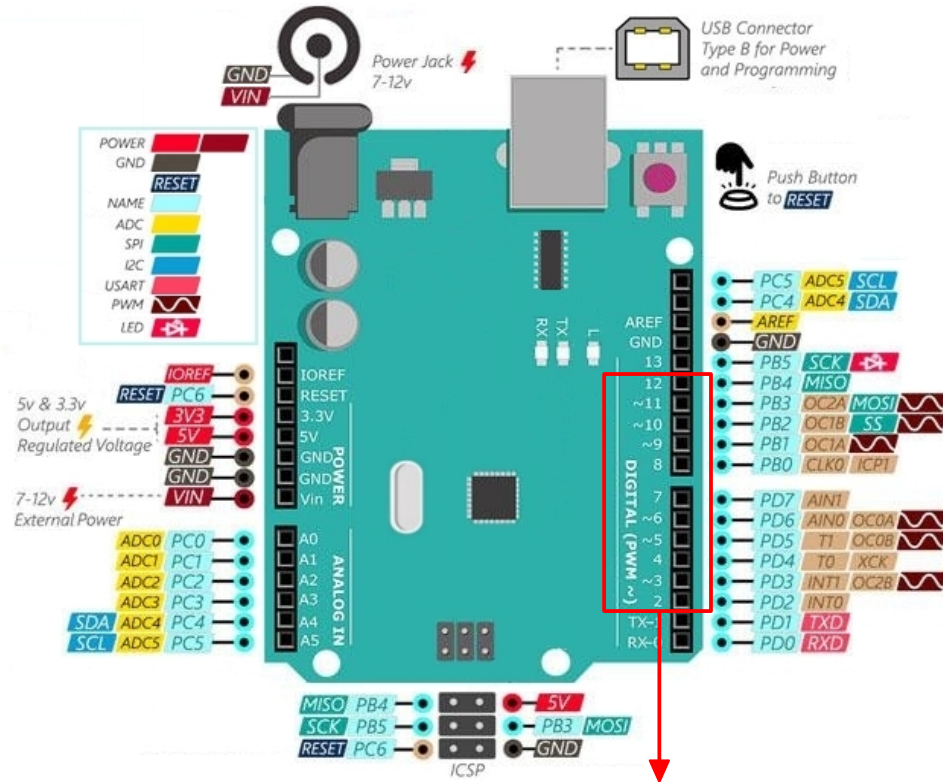 USB Connector
Type B for Power
and Programming
Power Jack
7-12v
GND
VIN
POWER
GND
RESET
NAME
ADC
SPI
I2C
USART
PWM
LED
Push Button
to RESET
RX TX L
IOREF
RESET PC6
3V3
5V
GND
GND
VIN
5v & 3.3v
Output
Regulated Voltage
7-12v
External Power
ADC0 PC0
ADC1 PC1
ADC2 PC2
ADC3 PC3
SDA ADC4 PC4
SCL ADC5 PC5
IOREF
RESET
3.3V
5V
GND
GND
Vin
POWER
A0
A1
A2
A3
A4
A5
ANALOG IN
AREF
GND
13
12
~11
~10
~9
8
7
~6
~5
4
~3
2
TX-1
RX-0
DIGITAL (PWM ~)
PC5 ADC5 SCL
PC4 ADC4 SDA
AREF
GND
PB5 SCK
PB4 MISO
PB3 OC2A MOSI
PB2 OC1B SS
PB1 OC1A
PB0 CLK0 ICP1
PD7 AIN1
PD6 AIN0 OC0A
PD5 T1 OC0B
PD4 T0 XCK
PD3 INT1 OC2B
PD2 INT0
PD1 TXD
PD0 RXD
MISO PB4 5V
SCK PB5 PB3 MOSI
RESET PC6 GND
ICSP